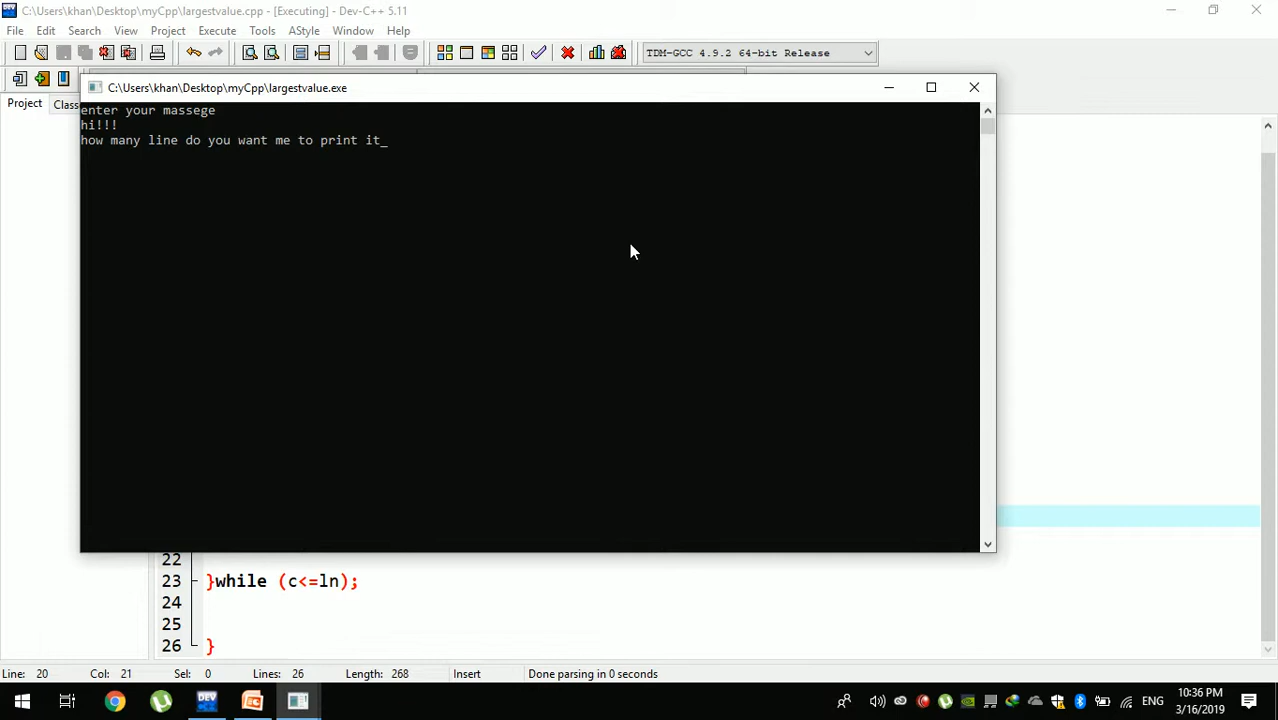 C:\Users\khan\Desktop\myCpp\largestvalue.cpp - [Executing] - Dev-C++ 5.11
File Edit Search View Project Execute Tools AStyle Window Help
TDM-GCC 4.9.2 64-bit Release
Project Clas
C:\Users\khan\Desktop\myCpp\largestvalue.exe
enter your massege
hi!!!
how many line do you want me to print it_
22
23 }while (c<=ln);
24
25
26 }
Line: 20 Col: 21 Sel: 0 Lines: 26 Length: 268 Insert Done parsing in 0 seconds
DEV
ENG
10:36 PM
3/16/2019